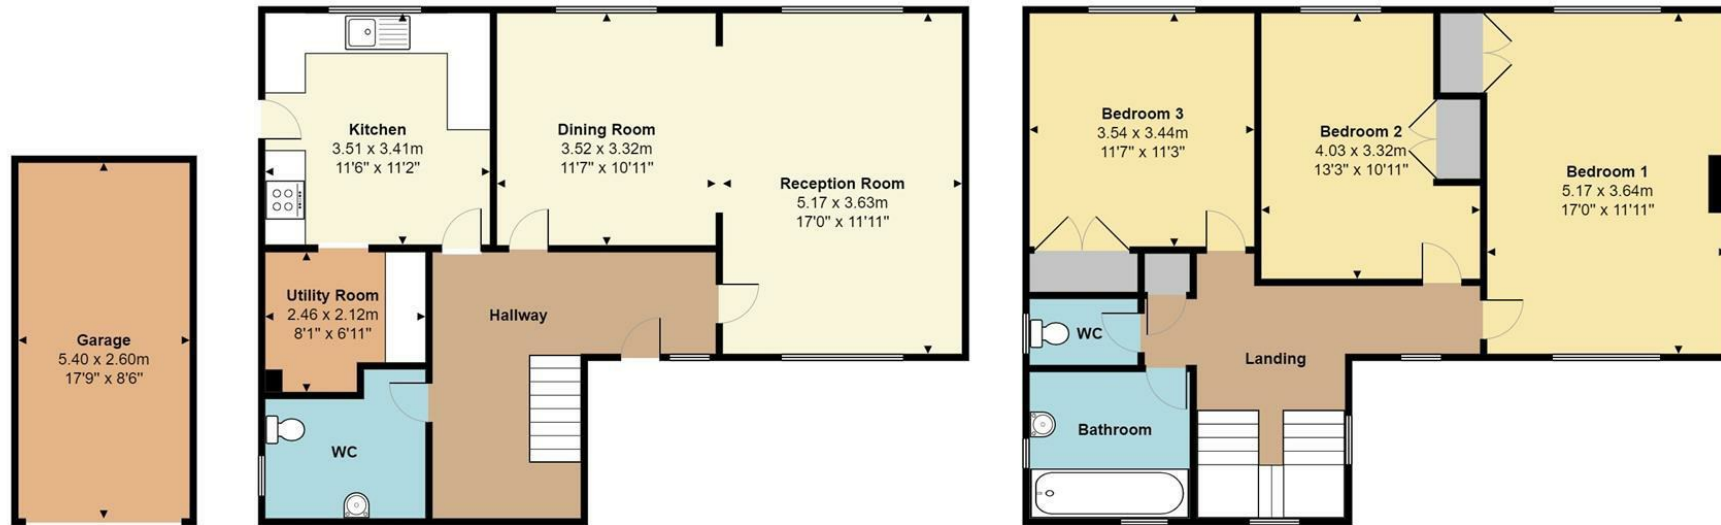 Garage
5.40 x 2.60m
17'9" x 8'6"
Kitchen
3.51 x 3.41m
11'6" x 11'2"
Dining Room
3.52 x 3.32m
11'7" x 10'11"
Reception Room
5.17 x 3.63m
17'0" x 11'11"
Utility Room
2.46 x 2.12m
8'1" x 6'11"
Hallway
WC
Bedroom 3
3.54 x 3.44m
11'7" x 11'3"
Bedroom 2
4.03 x 3.32m
13'3" x 10'11"
Bedroom 1
5.17 x 3.64m
17'0" x 11'11"
WC
Landing
Bathroom